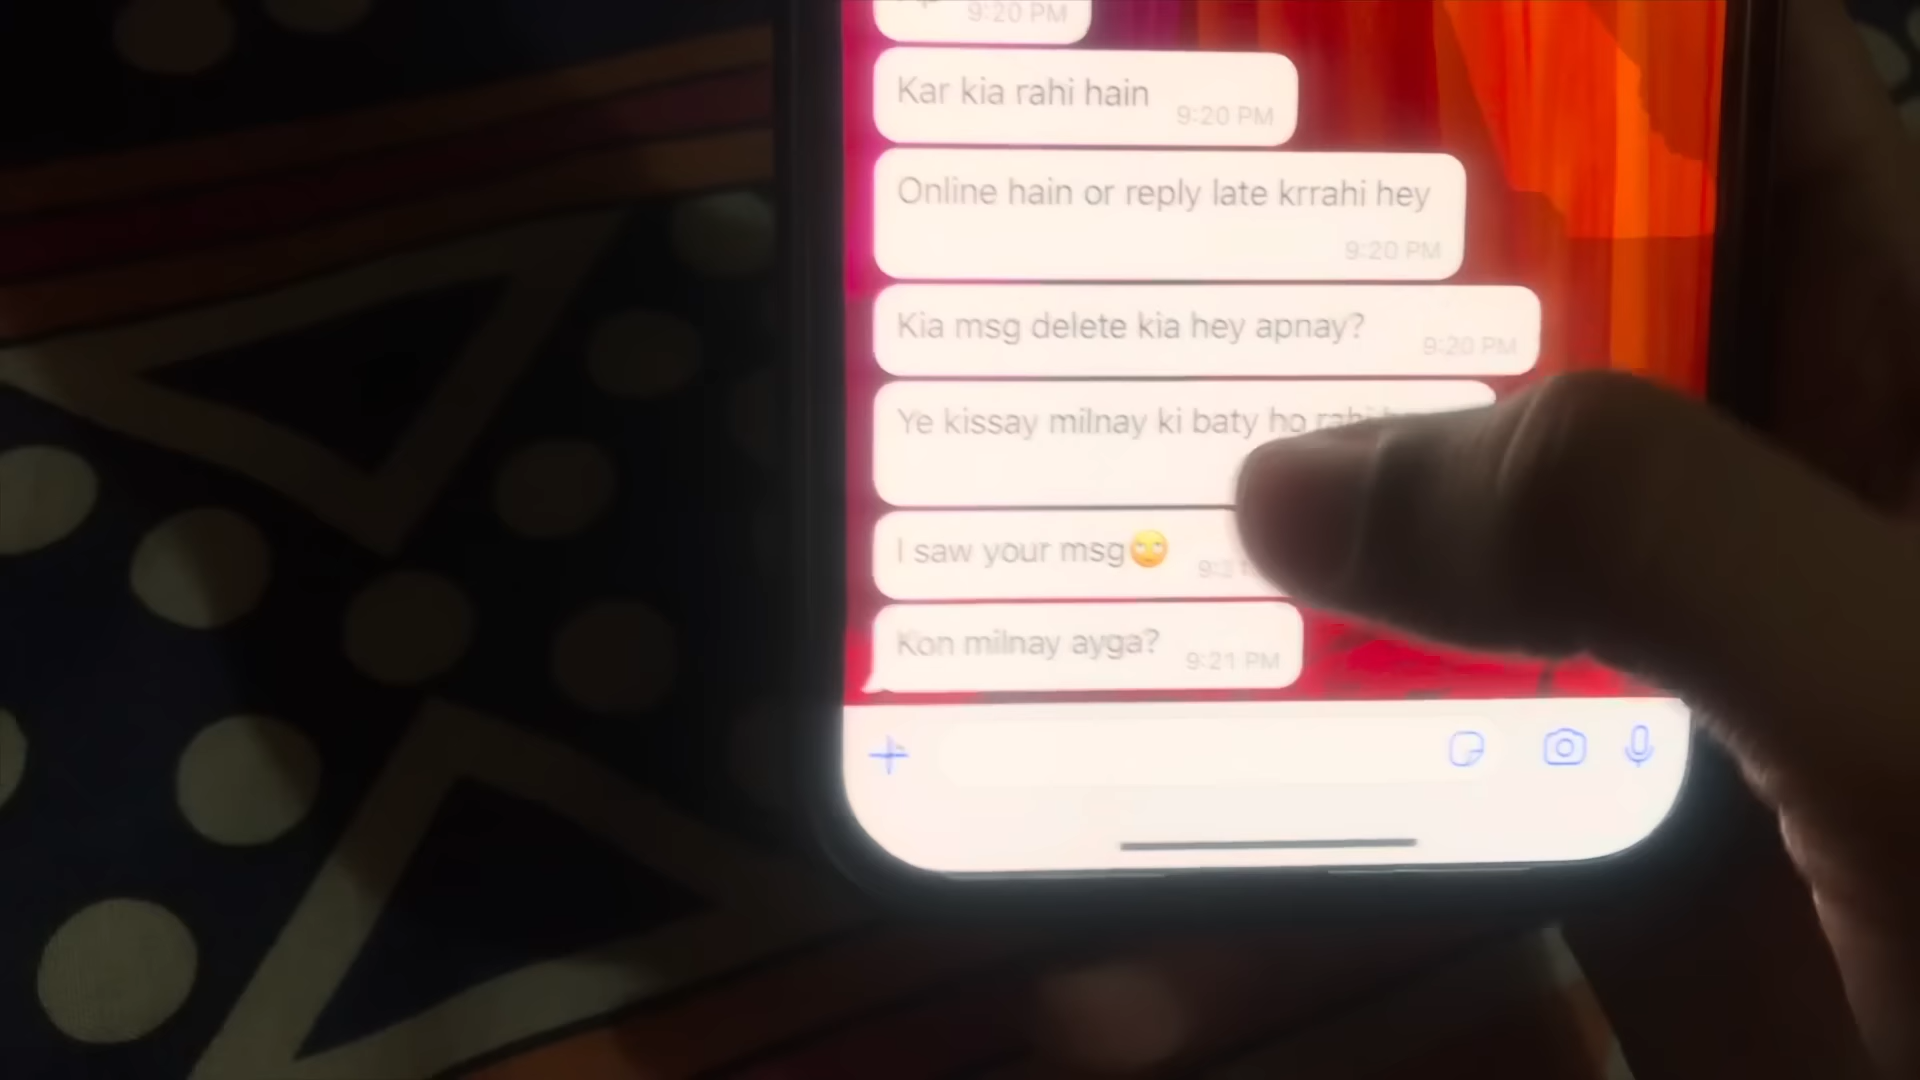 9:20 PM
Kar kia rahi hain
9:20 PM
Online hain or reply late krrahi hey
9:20 PM
Kia msg delete kia hey apnay?
9:20 PM
Ye kissay milnay ki baty ho rahi
I saw your msg🙄
Kon milnay ayga?
9:21 PM